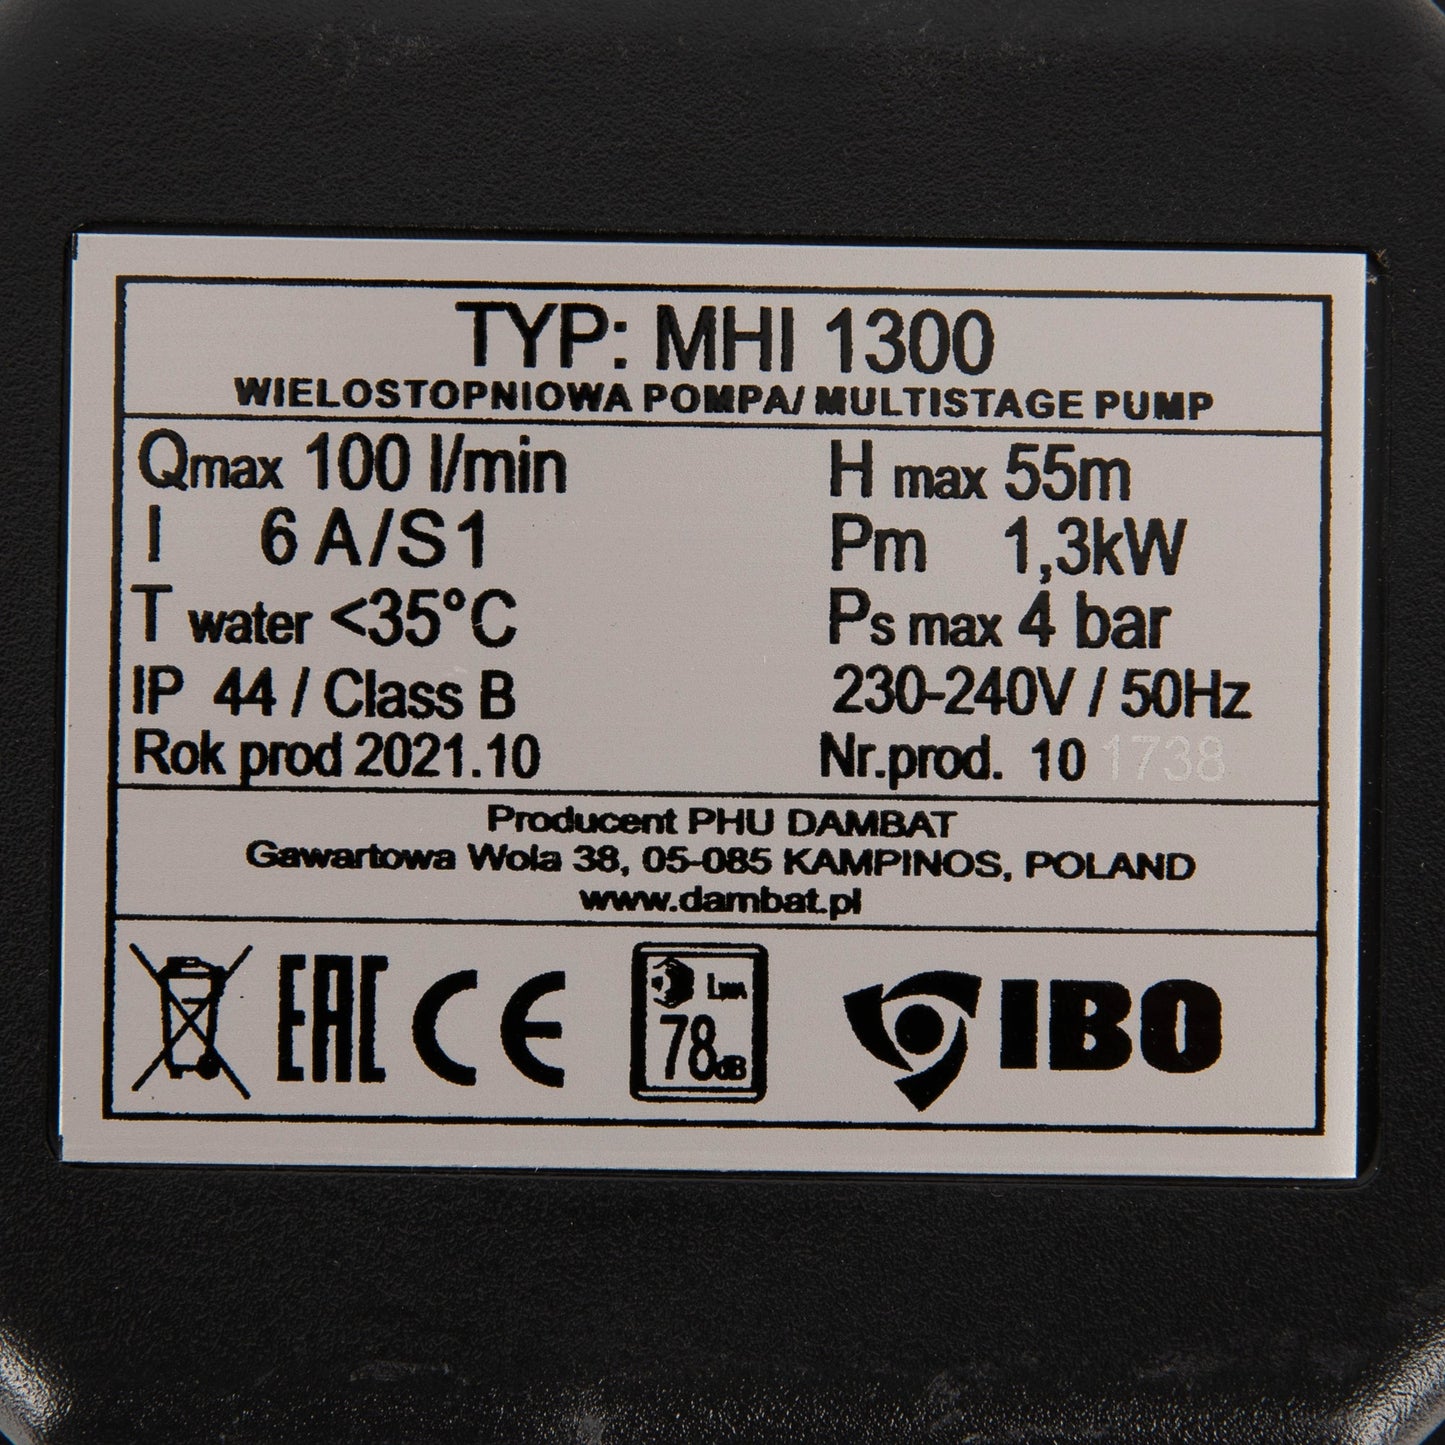 TYP: MHI 1300
WIELOSTOPNIOWA POMPA/ MULTISTAGE PUMP
Qmax 100 l/min
H max 55m
I 6 A/S1
Pm 1,3kW
T water <35°C
Ps max 4 bar
IP 44 / Class B
230-240V / 50Hz
Rok prod 2021.10
Nr.prod. 10 1738
Producent PHU DAMBAT
Gawartowa Wola 38, 05-085 KAMPINOS, POLAND
www.dambat.pl
EAC CE
LWA
78dB
IBO